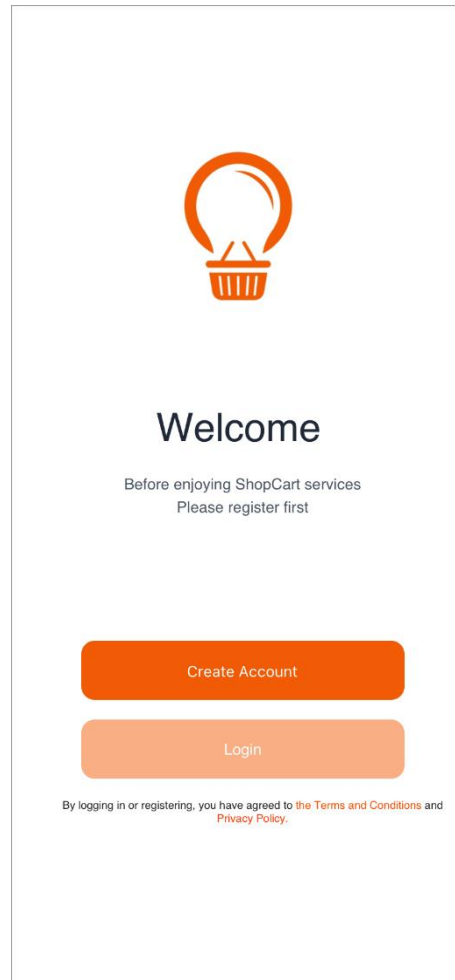 Welcome
Before enjoying ShopCart services
Please register first
Create Account
Login
By logging in or registering, you have agreed to the Terms and Conditions and
Privacy Policy.